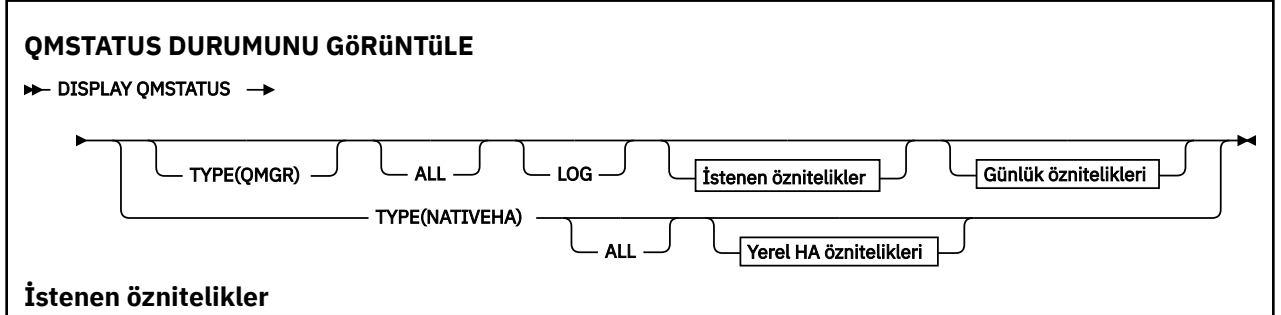 QMSTATUS DURUMUNU GöRüNTüLE
DISPLAY QMSTATUS
TYPE(QMGR) ALL LOG İstenen öznitelikler Günlük öznitelikleri
TYPE(NATIVEHA)
ALL Yerel HA öznitelikleri
İstenen öznitelikler